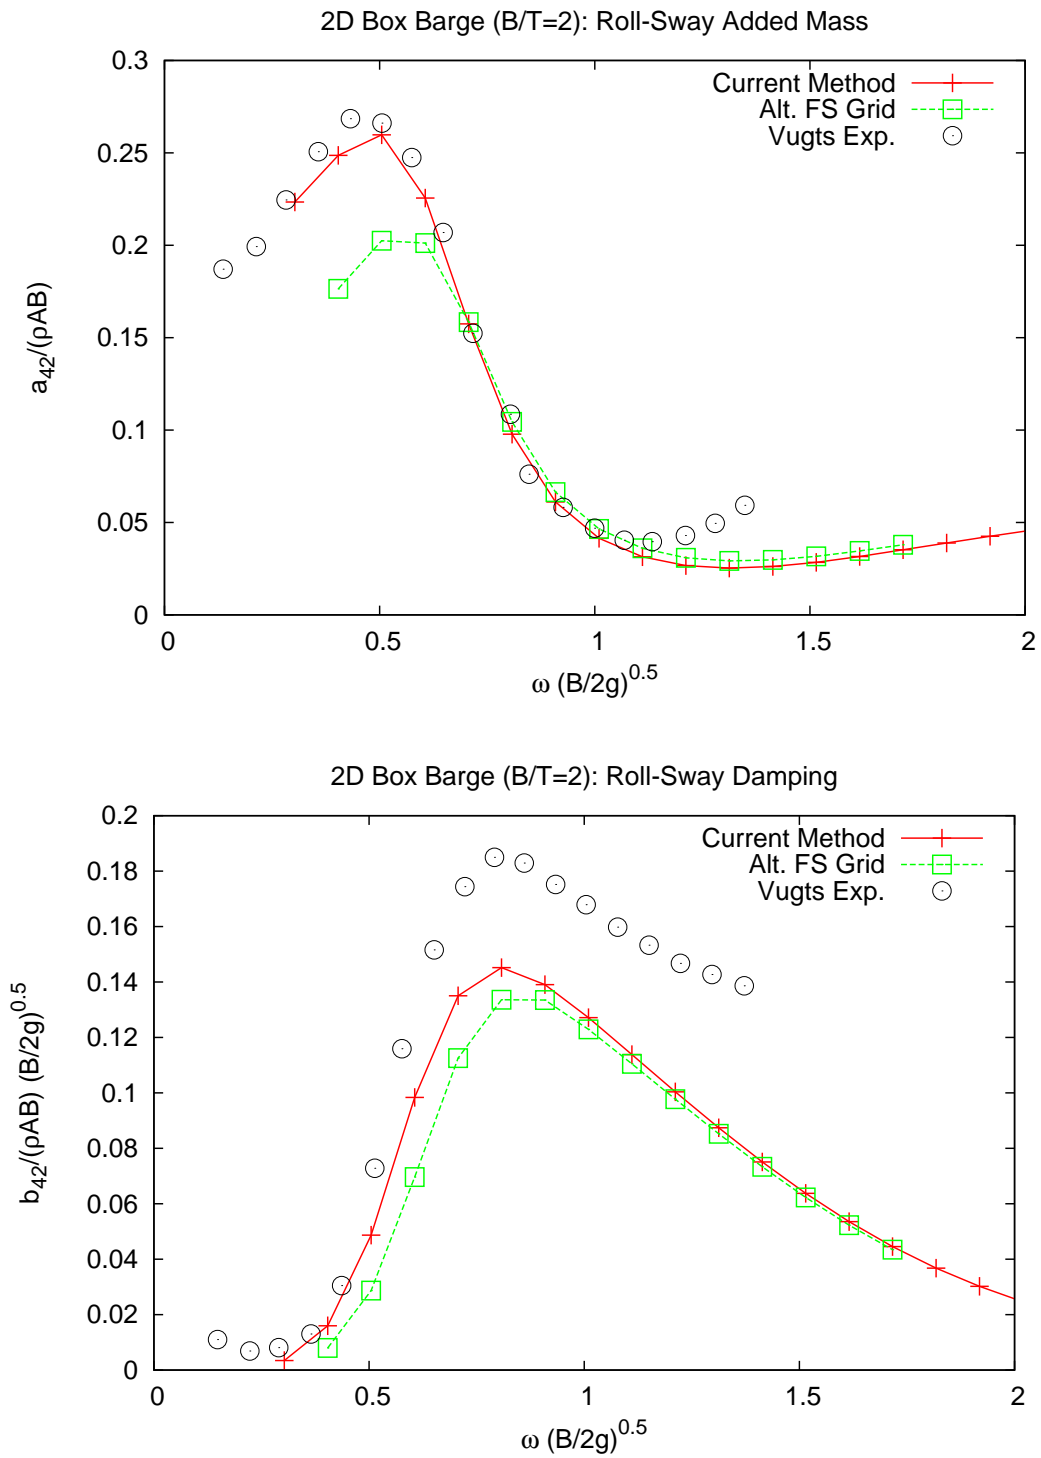 2D Box Barge (B/T=2): Roll-Sway Added Mass
0.3
0.25
0.2
0.15
0.1
0.05
0
a42/(ρAB)
Current Method
Alt. FS Grid
Vugts Exp.
0 0.5 1 1.5 2
ω (B/2g)^0.5
2D Box Barge (B/T=2): Roll-Sway Damping
0.2
0.18
0.16
0.14
0.12
0.1
0.08
0.06
0.04
0.02
0
b42/(ρAB) (B/2g)^0.5
Current Method
Alt. FS Grid
Vugts Exp.
0 0.5 1 1.5 2
ω (B/2g)^0.5